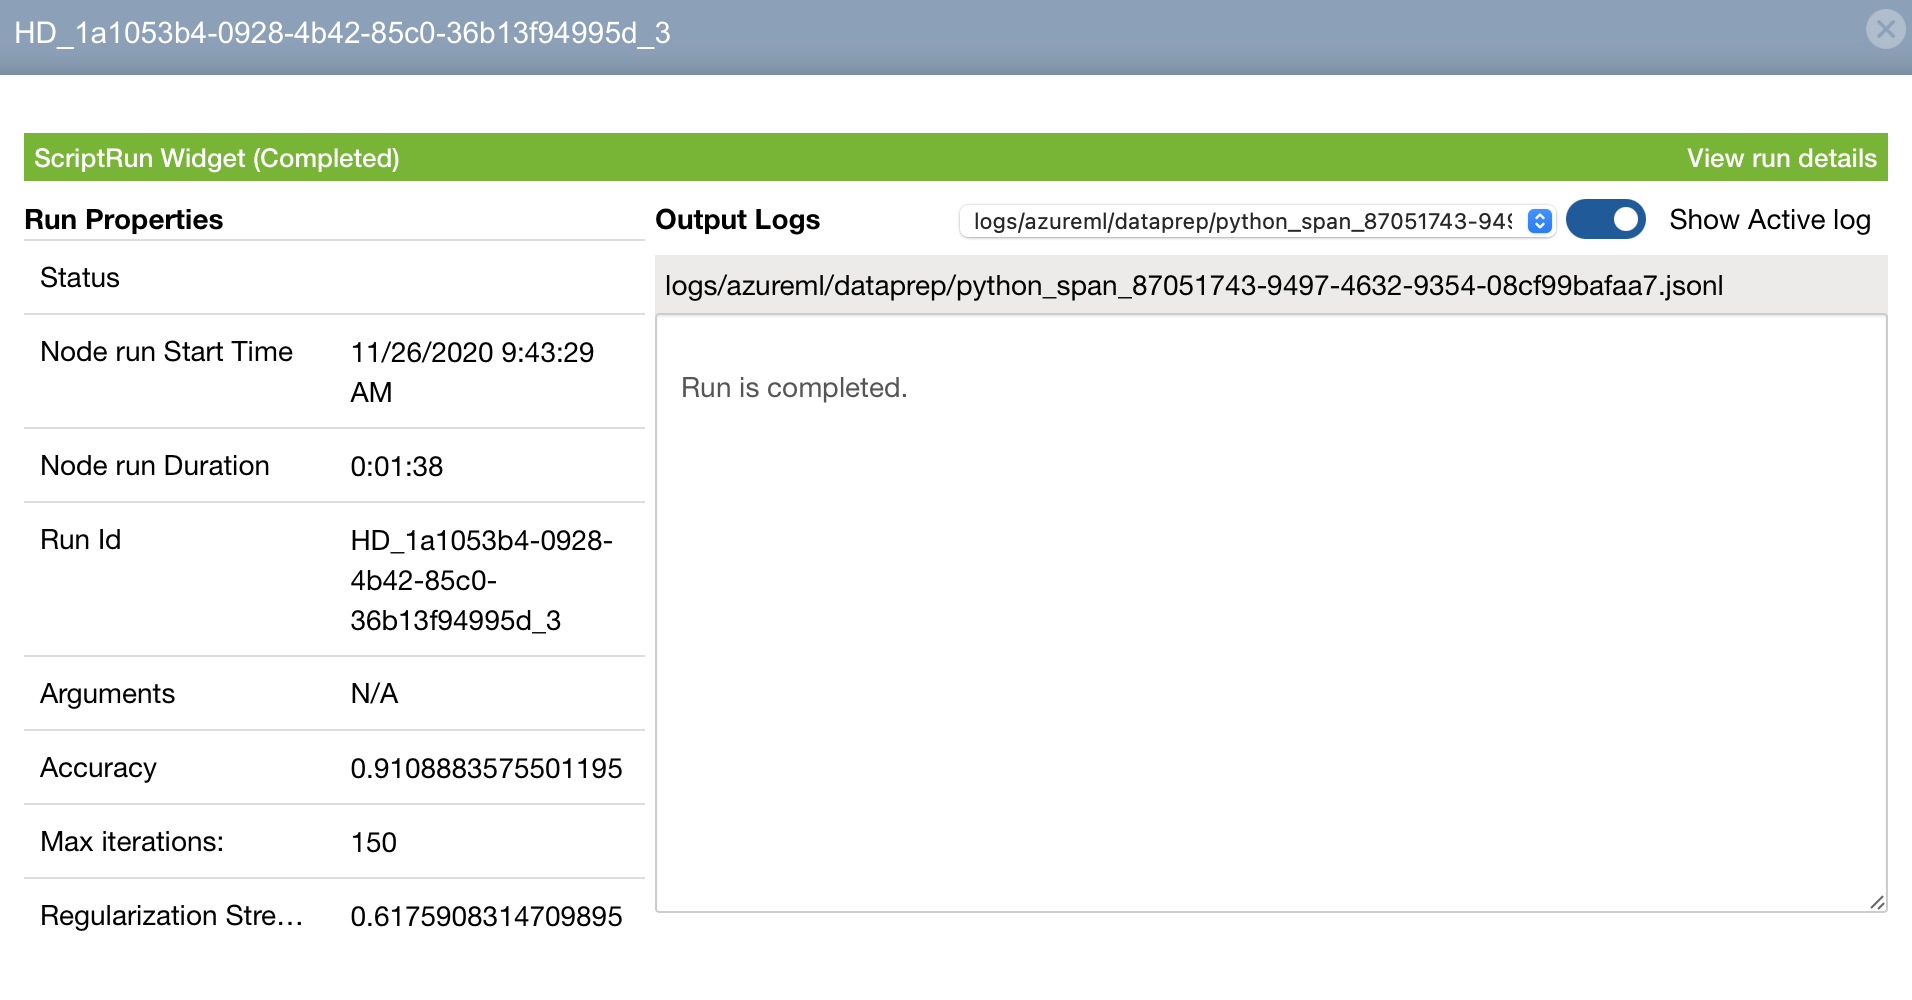 HD_1a1053b4-0928-4b42-85c0-36b13f94995d_3
ScriptRun Widget (Completed)
View run details
Run Properties
Status
Node run Start Time
11/26/2020 9:43:29
AM
Node run Duration
0:01:38
Run Id
HD_1a1053b4-0928-
4b42-85c0-
36b13f94995d_3
Arguments
N/A
Accuracy
0.9108883575501195
Max iterations:
150
Regularization Stre...
0.6175908314709895
Output Logs
logs/azureml/dataprep/python_span_87051743-949
Show Active log
logs/azureml/dataprep/python_span_87051743-9497-4632-9354-08cf99bafaa7.jsonl
Run is completed.